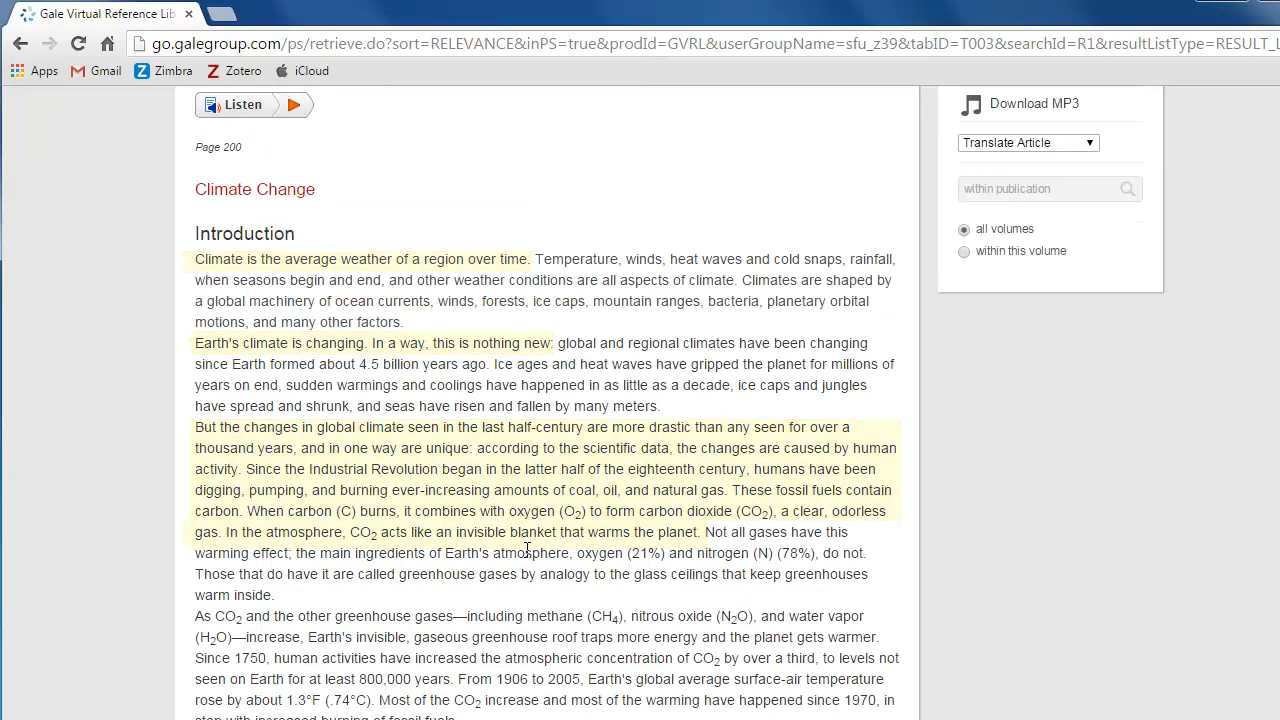 Gale Virtual Reference Lib ×
go.galegroup.com/ps/retrieve.do?sort=RELEVANCE&inPS=true&prodId=GVRL&userGroupName=sfu_z39&tabID=T003&searchId=R1&resultListType=RESULT_
Apps Gmail Zimbra Zotero iCloud
Listen
Download MP3
Page 200
Translate Article
Climate Change
within publication
all volumes
within this volume
Introduction
Climate is the average weather of a region over time. Temperature, winds, heat waves and cold snaps, rainfall,
when seasons begin and end, and other weather conditions are all aspects of climate. Climates are shaped by
a global machinery of ocean currents, winds, forests, ice caps, mountain ranges, bacteria, planetary orbital
motions, and many other factors.
Earth's climate is changing. In a way, this is nothing new: global and regional climates have been changing
since Earth formed about 4.5 billion years ago. Ice ages and heat waves have gripped the planet for millions of
years on end, sudden warmings and coolings have happened in as little as a decade, ice caps and jungles
have spread and shrunk, and seas have risen and fallen by many meters.
But the changes in global climate seen in the last half-century are more drastic than any seen for over a
thousand years, and in one way are unique: according to the scientific data, the changes are caused by human
activity. Since the Industrial Revolution began in the latter half of the eighteenth century, humans have been
digging, pumping, and burning ever-increasing amounts of coal, oil, and natural gas. These fossil fuels contain
carbon. When carbon (C) burns, it combines with oxygen (O2) to form carbon dioxide (CO2), a clear, odorless
gas. In the atmosphere, CO2 acts like an invisible blanket that warms the planet. Not all gases have this
warming effect; the main ingredients of Earth's atmosphere, oxygen (21%) and nitrogen (N) (78%), do not.
Those that do have it are called greenhouse gases by analogy to the glass ceilings that keep greenhouses
warm inside.
As CO2 and the other greenhouse gases—including methane (CH4), nitrous oxide (N2O), and water vapor
(H2O)—increase, Earth's invisible, gaseous greenhouse roof traps more energy and the planet gets warmer.
Since 1750, human activities have increased the atmospheric concentration of CO2 by over a third, to levels not
seen on Earth for at least 800,000 years. From 1906 to 2005, Earth's global average surface-air temperature
rose by about 1.3°F (.74°C). Most of the CO2 increase and most of the warming have happened since 1970, in
step with increased burning of fossil fuels.